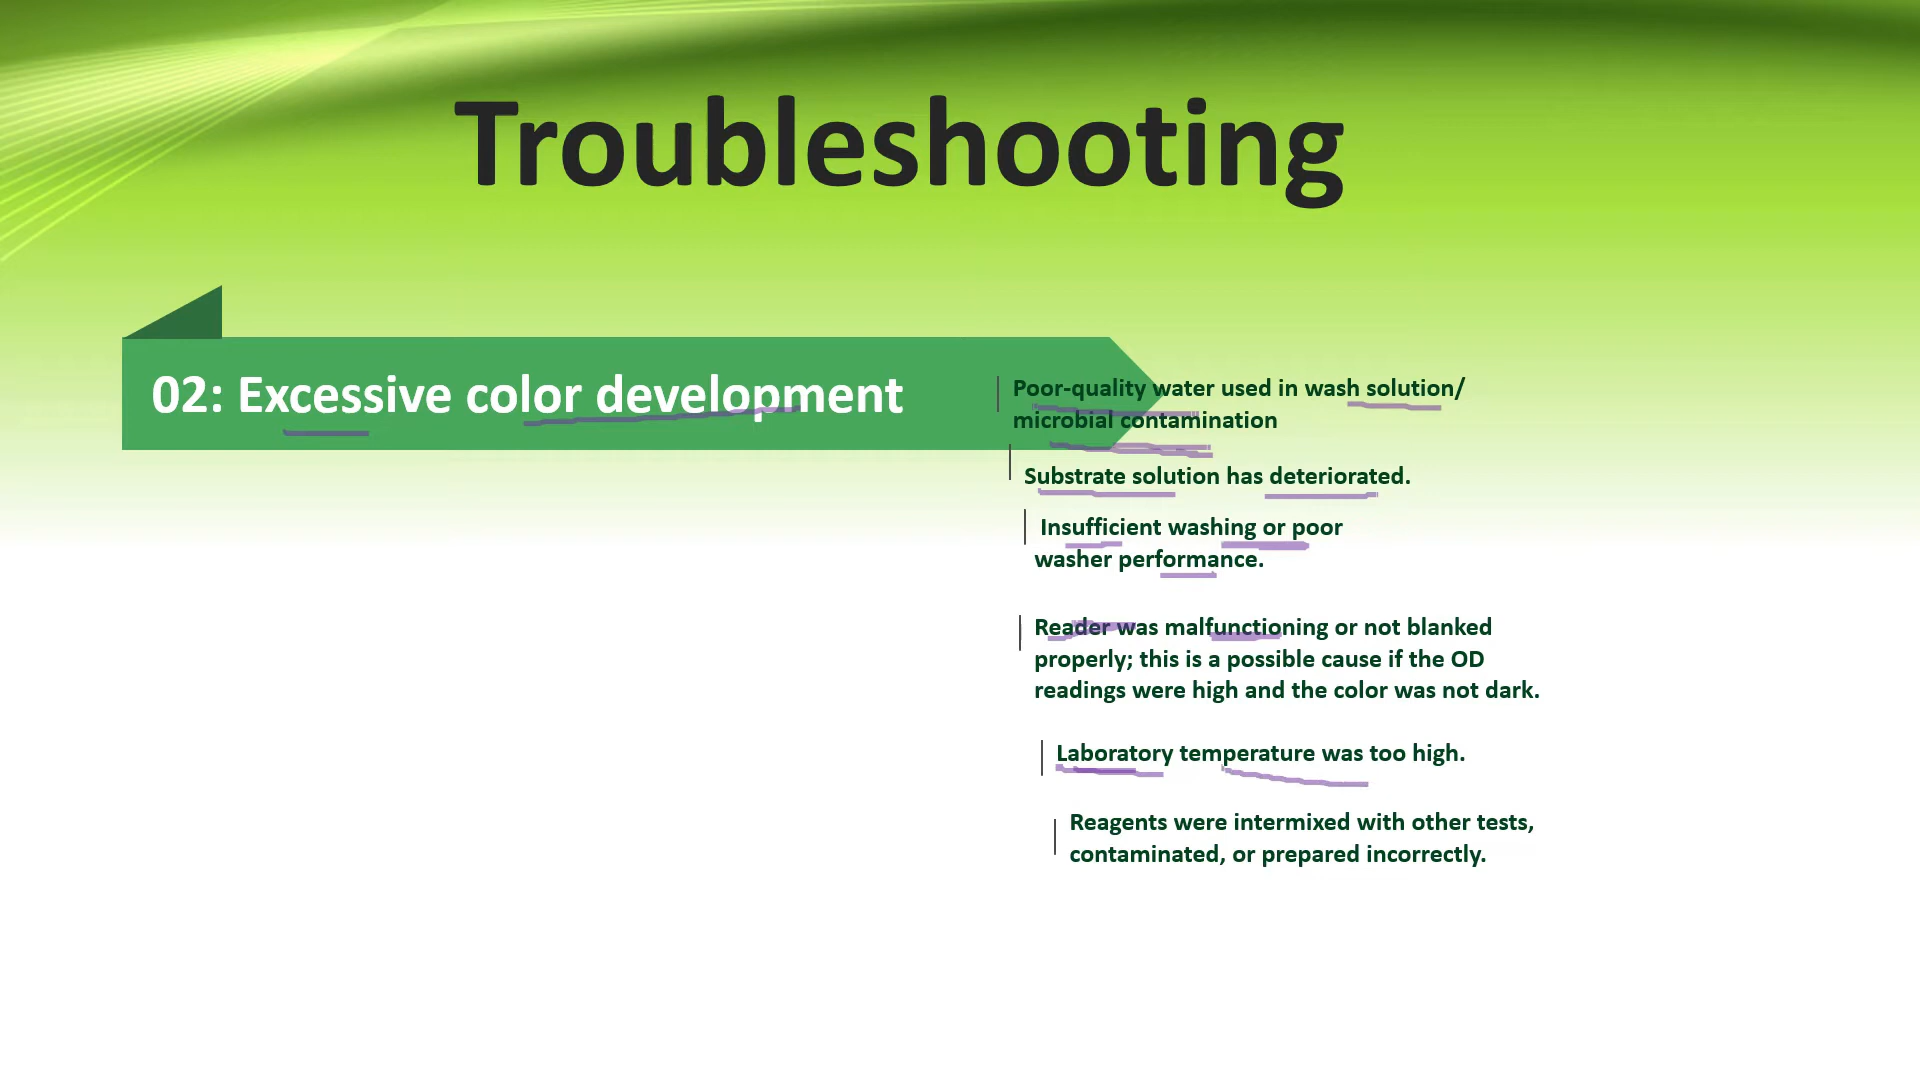 Troubleshooting
02: Excessive color development
Poor-quality water used in wash solution/
microbial contamination
Substrate solution has deteriorated.
Insufficient washing or poor
washer performance.
Reader was malfunctioning or not blanked
properly; this is a possible cause if the OD
readings were high and the color was not dark.
Laboratory temperature was too high.
Reagents were intermixed with other tests,
contaminated, or prepared incorrectly.